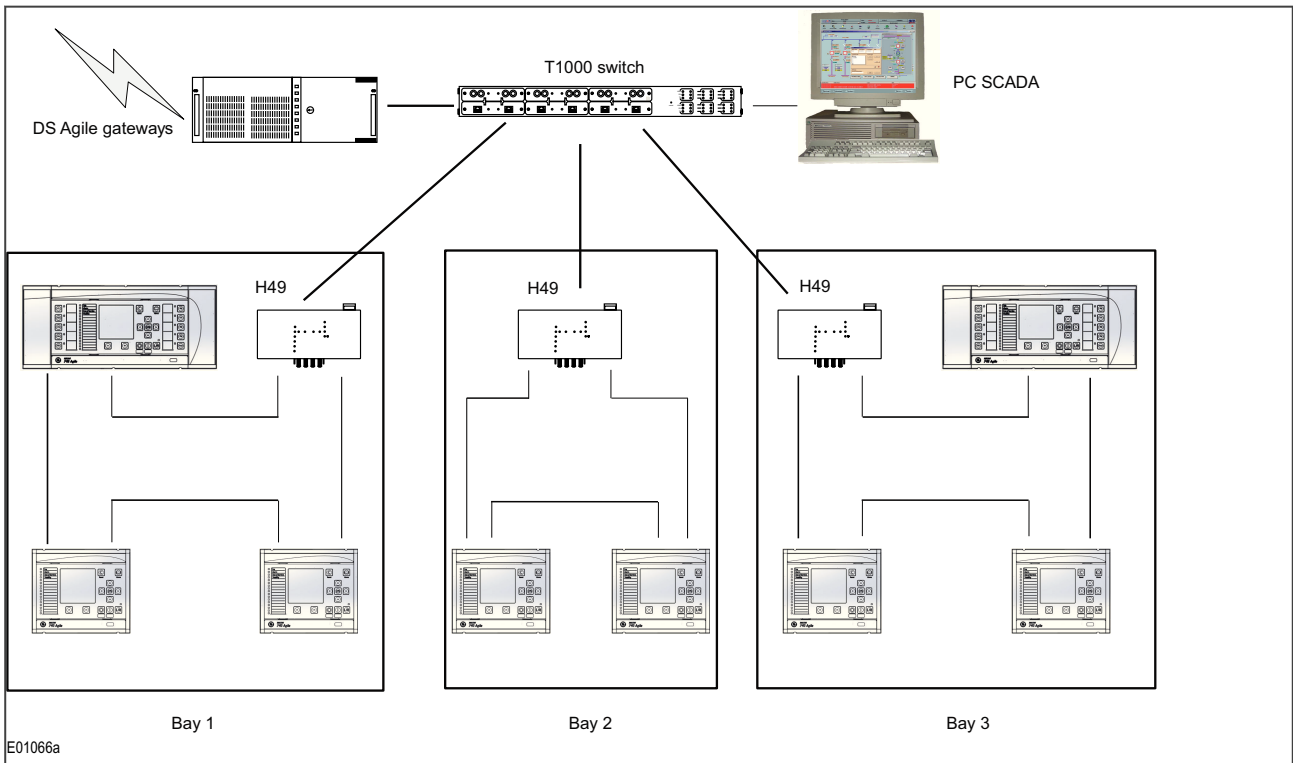 T1000 switch
PC SCADA
DS Agile gateways
H49
H49
H49
Bay 1
Bay 2
Bay 3
E01066a